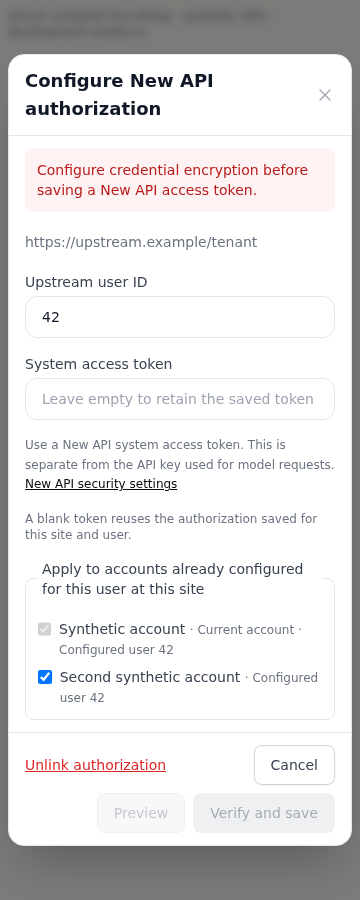 Configure New API
authorization
Configure credential encryption before
saving a New API access token.
https://upstream.example/tenant
Upstream user ID
42
System access token
Leave empty to retain the saved token
Use a New API system access token. This is
separate from the API key used for model requests.
New API security settings
A blank token reuses the authorization saved for
this site and user.
Apply to accounts already configured
for this user at this site
Synthetic account · Current account ·
Configured user 42
Second synthetic account · Configured
user 42
Unlink authorization
Cancel
Preview
Verify and save